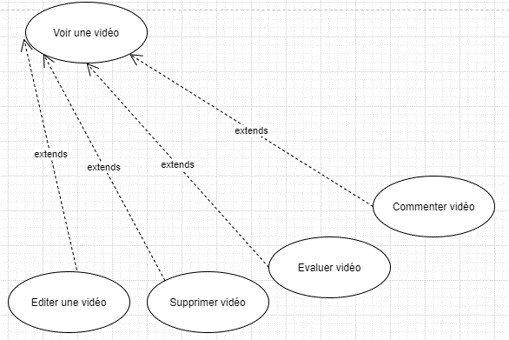 Voir une vidéo
extends
extends
extends
extends
Commenter vidéo
Evaluer vidéo
Editer une vidéo
Supprimer vidéo